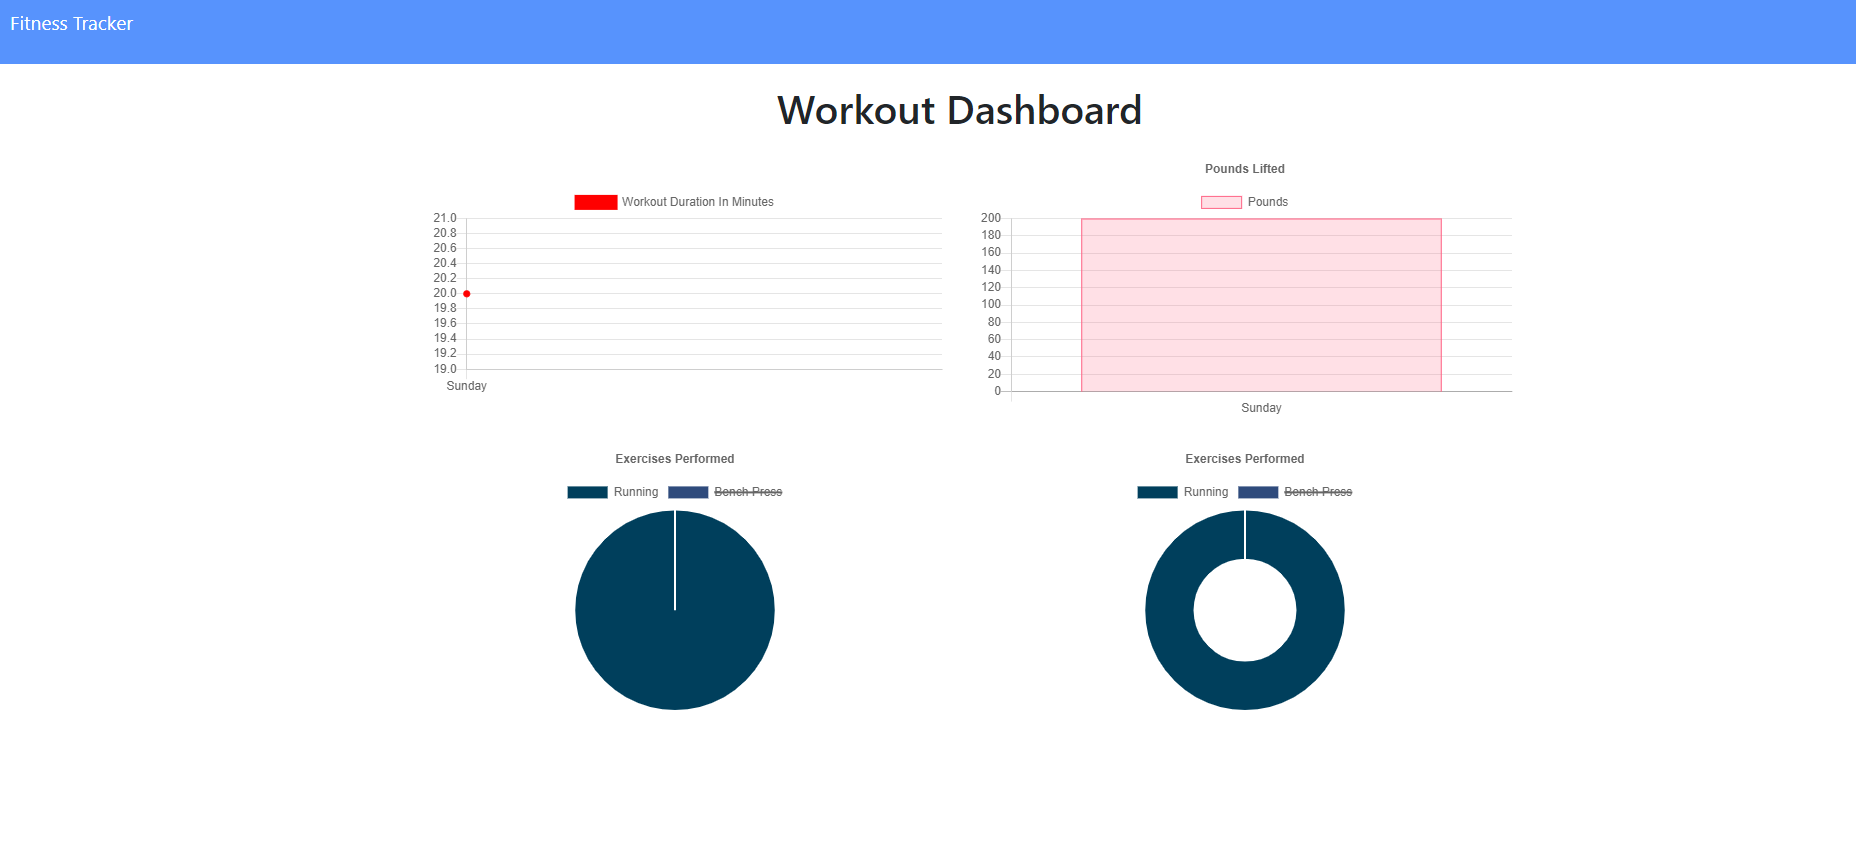 Fitness Tracker
Workout Dashboard
Workout Duration In Minutes
21.0
20.8
20.6
20.4
20.2
20.0
19.8
19.6
19.4
19.2
19.0
Sunday
Pounds Lifted
Pounds
200
180
160
140
120
100
80
60
40
20
0
Sunday
Exercises Performed
Running Bench Press
Exercises Performed
Running Bench Press